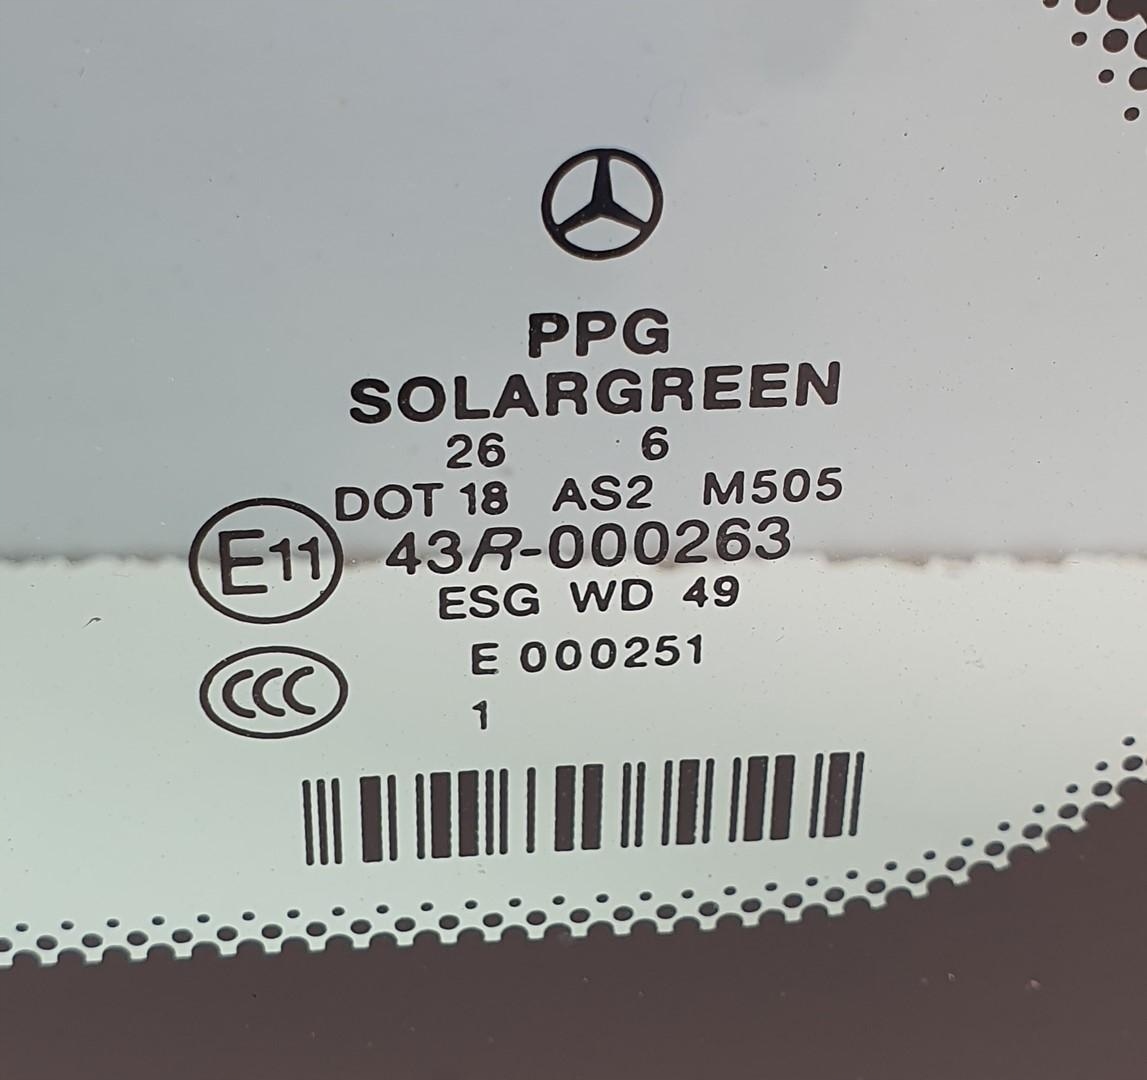 PPG
SOLARGREEN
26 6
DOT 18 AS2 M505
E11 43R-000263
ESG WD 49
E 000251
CCC
1